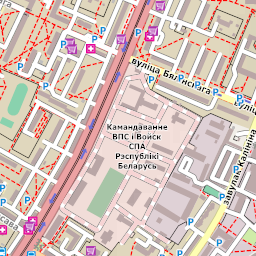 вуліца Бялінскага
Камандаванне
ВПС і Войск
СПА
Рэспублікі
Беларусь
завулак Калініна